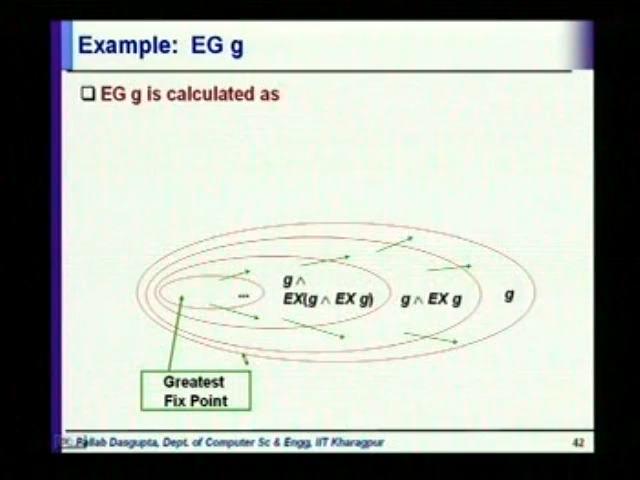 Example: EG g
❑ EG g is calculated as
g ∧
... EX(g ∧ EX g) g ∧ EX g g
Greatest
Fix Point
Pallab Dasgupta, Dept. of Computer Sc & Engg, IIT Kharagpur 42